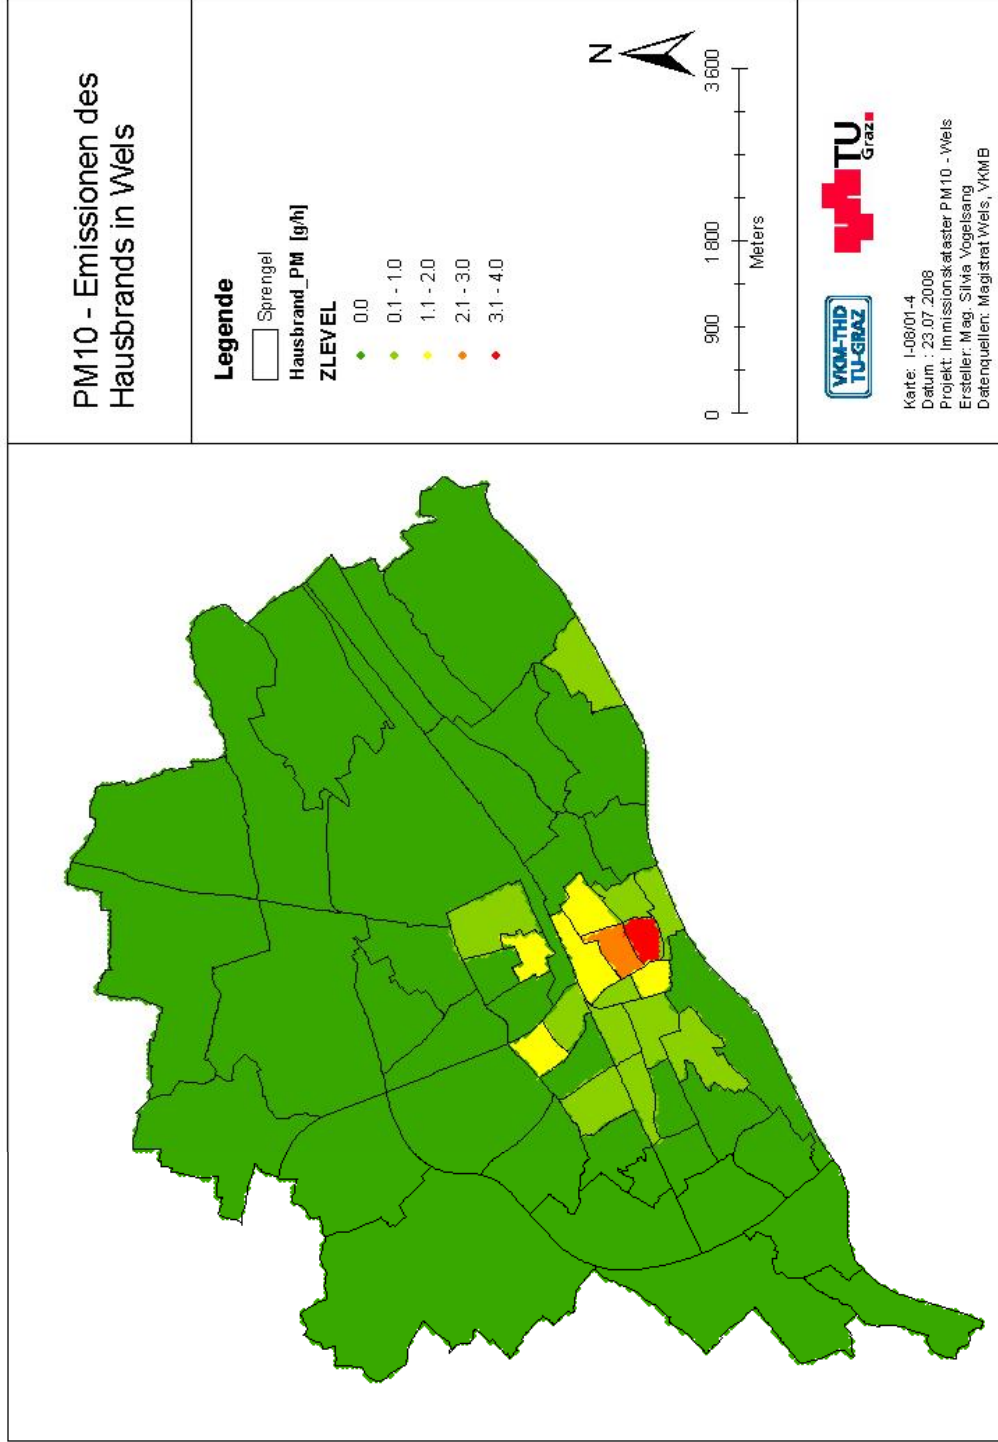 PM10 - Emissionen des
Hausbrands in Wels
Legende
Sprengel
Hausbrand_PM [g/h]
ZLEVEL
0.0
0.1 - 1.0
1.1 - 2.0
2.1 - 3.0
3.1 - 4.0
N
0 900 1800 3600
Meters
VKM-THD
TU-GRAZ
TU
Graz
Karte: I-08/01-4
Datum : 23.07.2008
Projekt: Immissionskataster PM10 - Wels
Ersteller: Mag. Silvia Vogelsang
Datenquellen: Magistrat Wels, VKMB